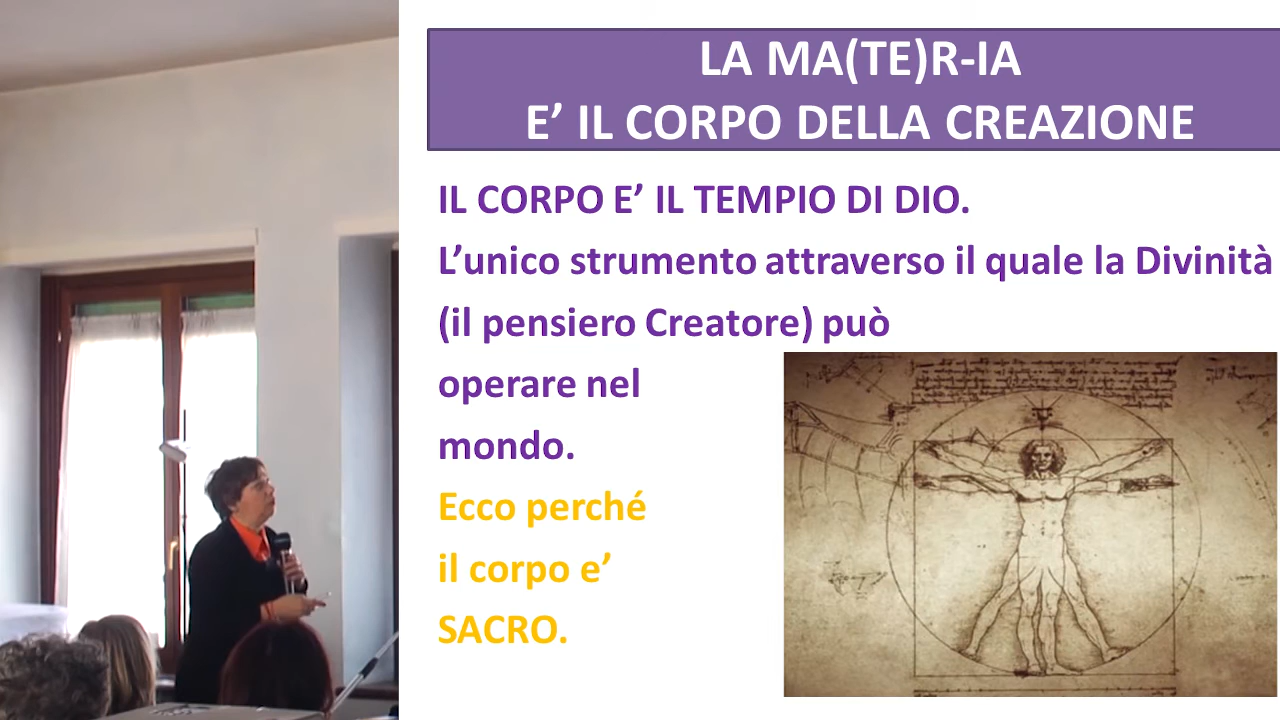 LA MA(TE)R-IA
E’ IL CORPO DELLA CREAZIONE
IL CORPO E’ IL TEMPIO DI DIO.
L’unico strumento attraverso il quale la Divinità
(il pensiero Creatore) può
operare nel
mondo.
Ecco perché
il corpo e’
SACRO.